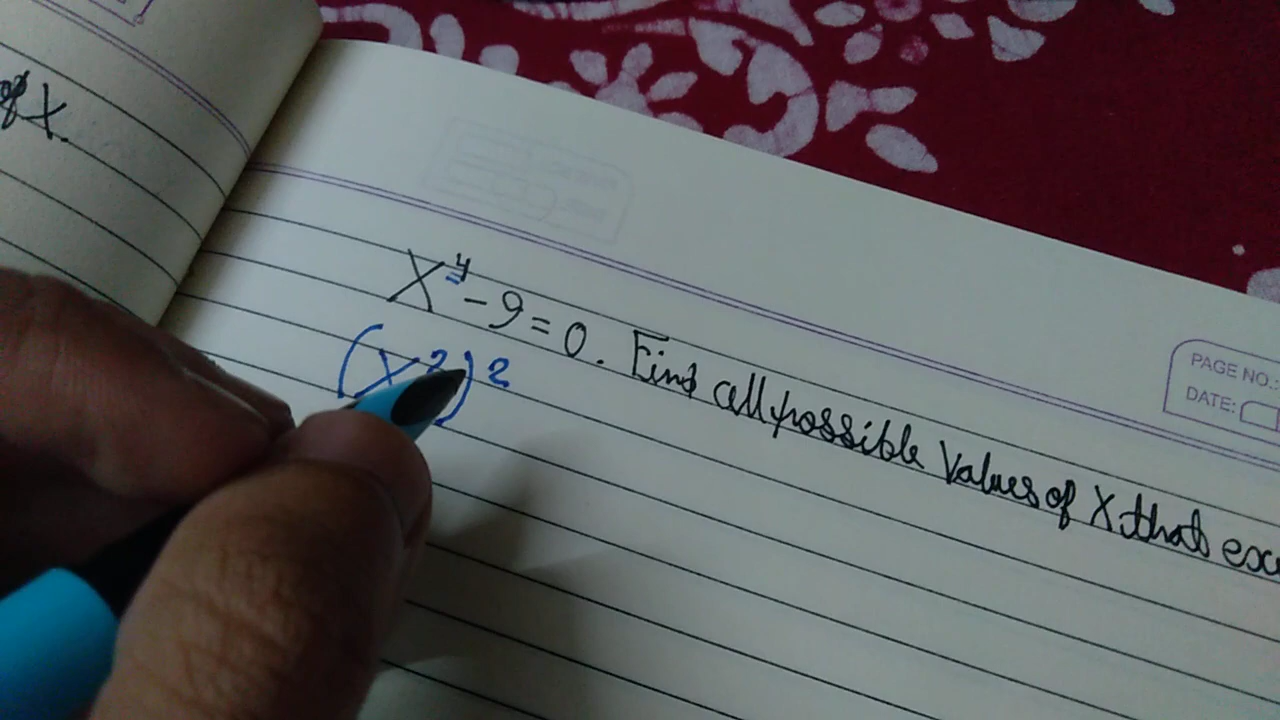 X.
X⁴ - 9 = 0. Find all possible values of X that
(x²)²
PAGE NO.:
DATE: